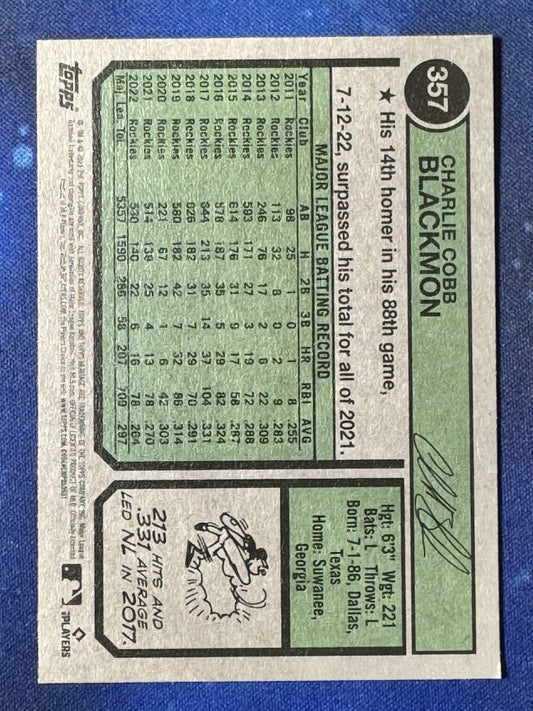 357
CHARLIE COBB
BLACKMON
★ His 14th homer in his 88th game,
7-12-22, surpassed his total for all of 2021.
MAJOR LEAGUE BATTING RECORD
Year Club AB H 2B 3B HR RBI AVG
2011 Rockies 98 25 1 0 1 8 .255
2012 Rockies 113 32 8 0 2 9 .283
2013 Rockies 246 76 17 2 6 22 .309
2014 Rockies 593 171 27 3 19 72 .288
2015 Rockies 614 176 31 9 17 58 .287
2016 Rockies 578 187 35 5 29 82 .324
2017 Rockies 644 213 35 14 37 104 .331
2018 Rockies 626 182 31 7 29 70 .291
2019 Rockies 580 182 42 7 32 86 .314
2020 Rockies 221 67 12 1 6 42 .303
2021 Rockies 514 139 25 4 13 78 .270
2022 Rockies 530 140 22 6 16 78 .264
Maj. Lea. Tot. 5357 1590 286 58 207 709 .297
Hgt: 6'3" Wgt: 221
Bats: L Throws: L
Born: 7-1-86, Dallas,
Texas
Home: Suwanee,
Georgia
213 HITS AND
.331 AVERAGE
LED NL IN 2017.
topps
PLAYERS